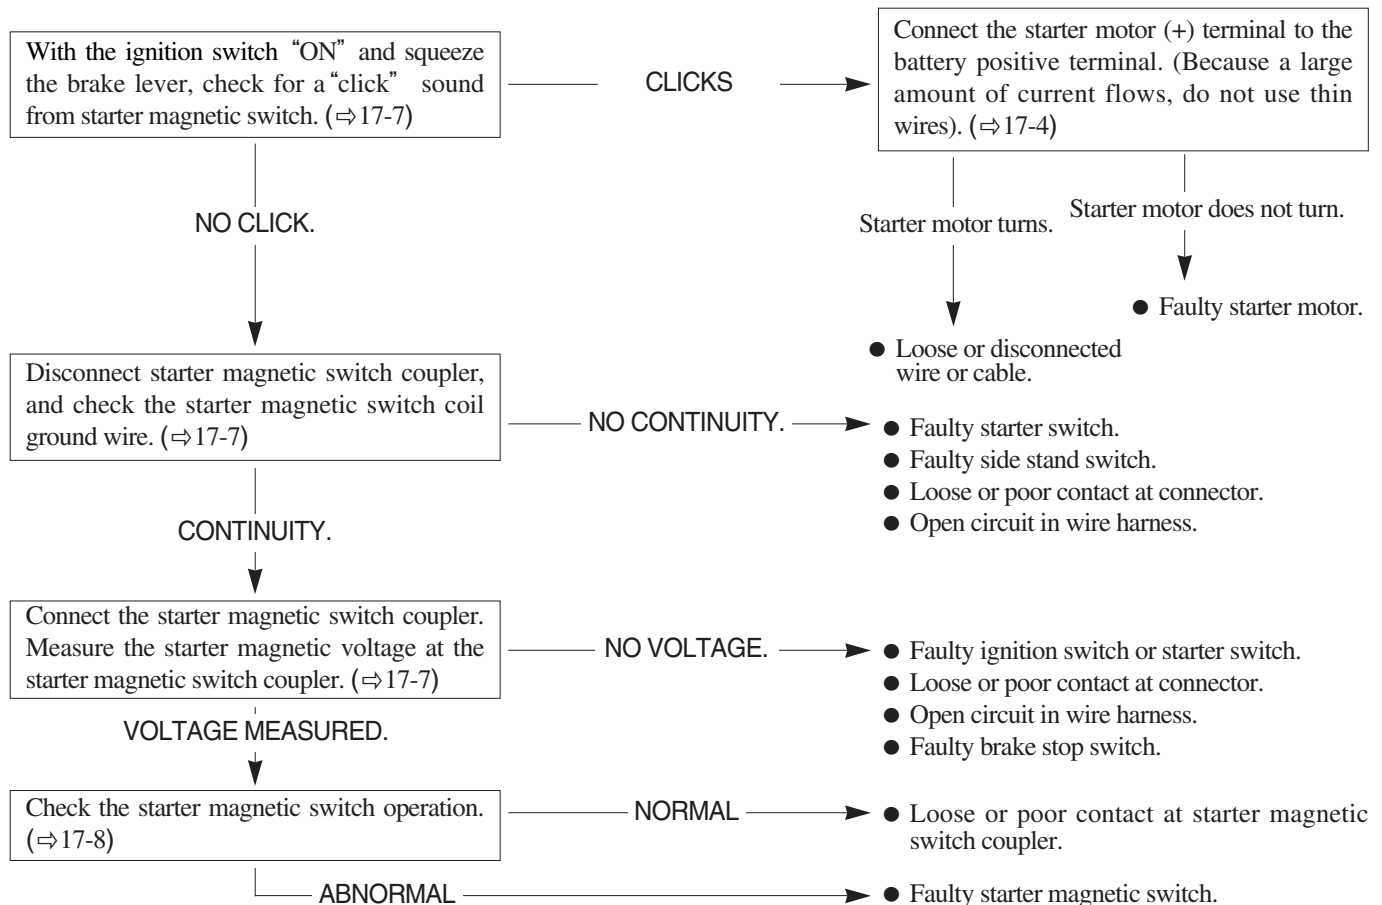 With the ignition switch “ON” and squeeze
the brake lever, check for a “click” sound
from starter magnetic switch. (⇨17-7)
CLICKS
Connect the starter motor (+) terminal to the
battery positive terminal. (Because a large
amount of current flows, do not use thin
wires). (⇨17-4)
NO CLICK.
Starter motor turns.
Starter motor does not turn.
● Faulty starter motor.
● Loose or disconnected
wire or cable.
Disconnect starter magnetic switch coupler,
and check the starter magnetic switch coil
ground wire. (⇨17-7)
NO CONTINUITY.
● Faulty starter switch.
● Faulty side stand switch.
● Loose or poor contact at connector.
● Open circuit in wire harness.
CONTINUITY.
Connect the starter magnetic switch coupler.
Measure the starter magnetic voltage at the
starter magnetic switch coupler. (⇨17-7)
NO VOLTAGE.
● Faulty ignition switch or starter switch.
● Loose or poor contact at connector.
● Open circuit in wire harness.
● Faulty brake stop switch.
VOLTAGE MEASURED.
Check the starter magnetic switch operation.
(⇨17-8)
NORMAL
● Loose or poor contact at starter magnetic
switch coupler.
ABNORMAL
● Faulty starter magnetic switch.